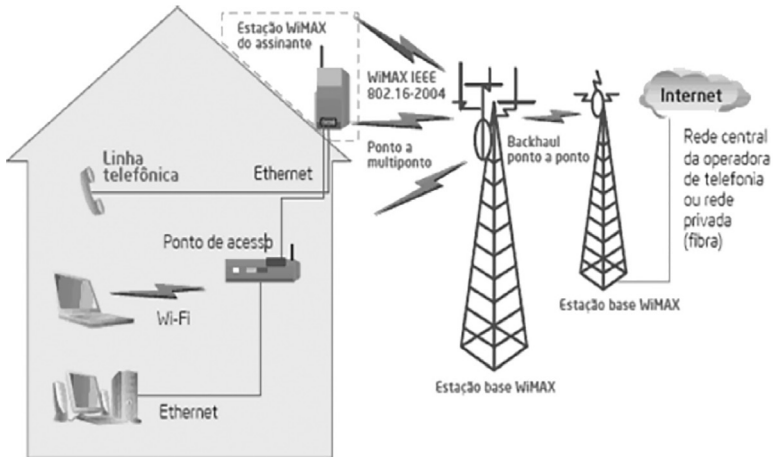 Estação WiMAX
do assinante
WiMAX IEEE
802.16-2004
Internet
Ponto a
multiponto
Backhaul
ponto a ponto
Rede central
da operadora
de telefonia
ou rede
privada
(fibra)
Linha
telefônica
Ethernet
Ponto de acesso
Wi-Fi
Estação base WiMAX
Estação base WiMAX
Ethernet